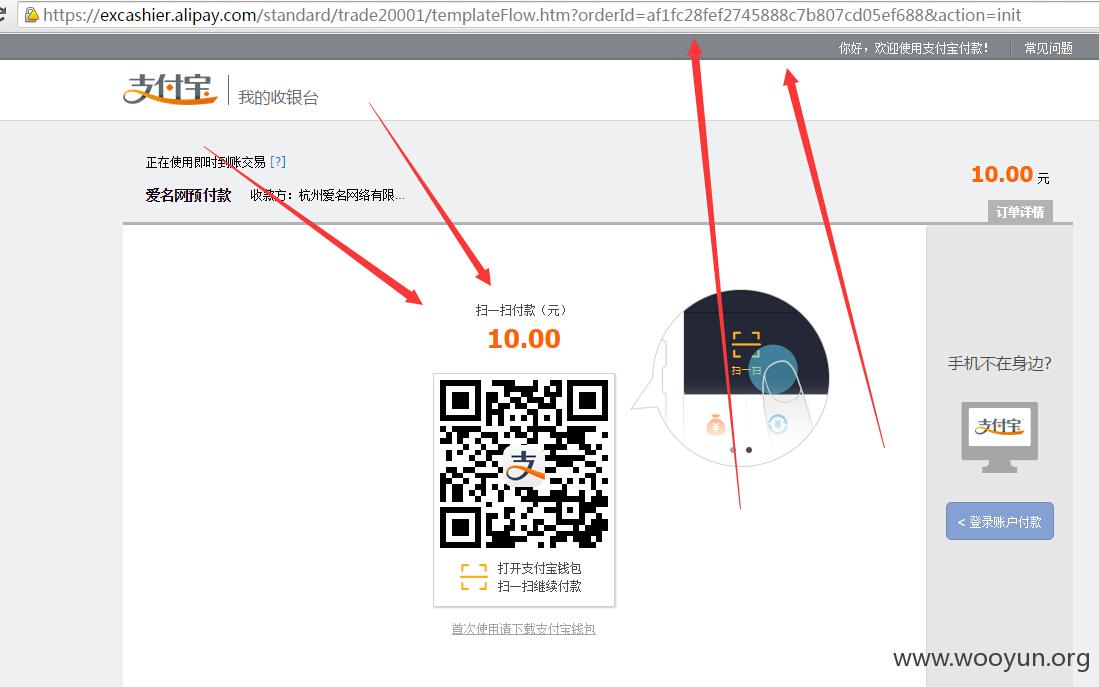 https://excashier.alipay.com/standard/trade20001/templateFlow.htm?orderId=af1fc28fef2745888c7b807cd05ef688&action=init
你好，欢迎使用支付宝付款！ 常见问题
支付宝 我的收银台
正在使用即时到账交易 [?]
爱名网预付款 收款方：杭州爱名网络有限...
10.00 元
订单详情
扫一扫付款（元）
10.00
扫一扫
支
打开支付宝钱包
扫一扫继续付款
首次使用请下载支付宝钱包
手机不在身边?
支付宝
< 登录账户付款
www.wooyun.org